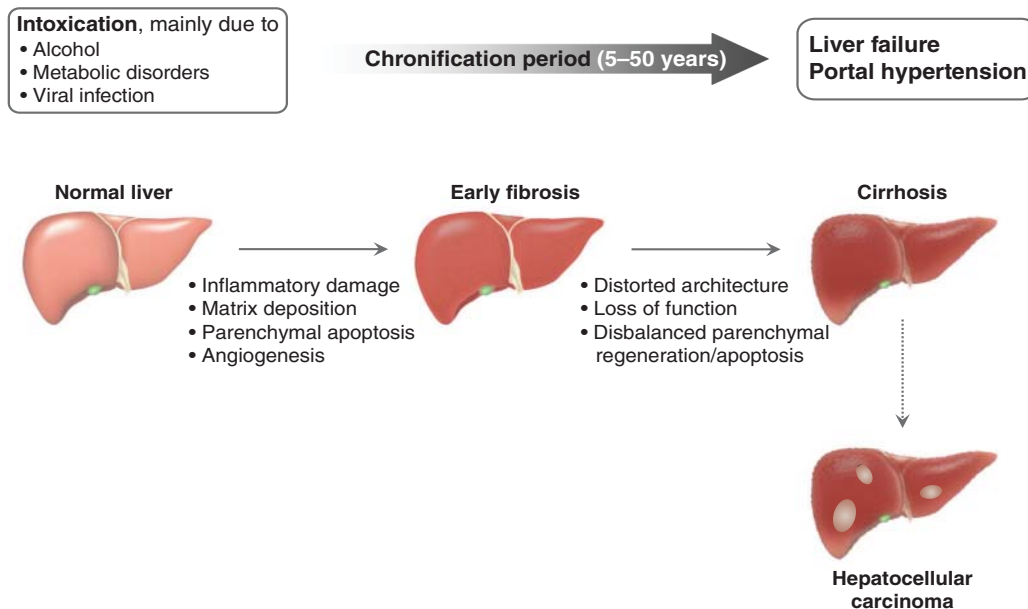 Intoxication, mainly due to
• Alcohol
• Metabolic disorders
• Viral infection
Chronification period (5–50 years)
Liver failure
Portal hypertension
Normal liver
Early fibrosis
Cirrhosis
• Inflammatory damage
• Matrix deposition
• Parenchymal apoptosis
• Angiogenesis
• Distorted architecture
• Loss of function
• Disbalanced parenchymal
regeneration/apoptosis
Hepatocellular
carcinoma